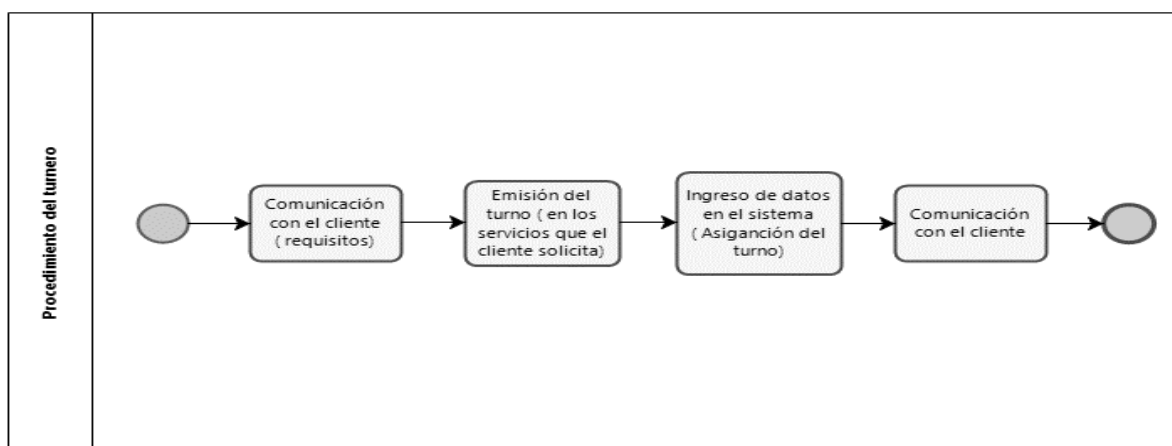 Procedimiento del turnero
Comunicación
con el cliente
( requisitos)
Emisión del
turno ( en los
servicios que el
cliente solicita)
Ingreso de datos
en el sistema
( Asiganción del
turno)
Comunicación
con el cliente